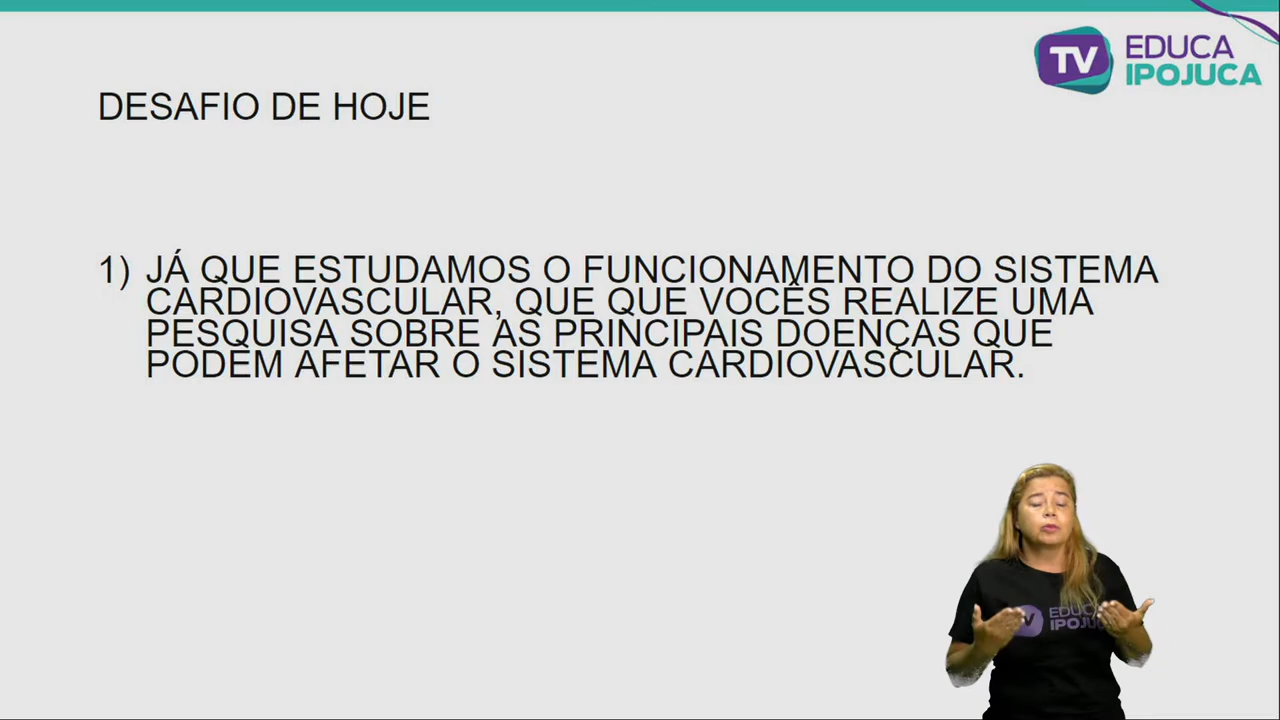 TV EDUCA
IPOJUCA
DESAFIO DE HOJE
1) JÁ QUE ESTUDAMOS O FUNCIONAMENTO DO SISTEMA
CARDIOVASCULAR, QUE QUE VOCÊS REALIZE UMA
PESQUISA SOBRE AS PRINCIPAIS DOENÇAS QUE
PODEM AFETAR O SISTEMA CARDIOVASCULAR.
EDUCA